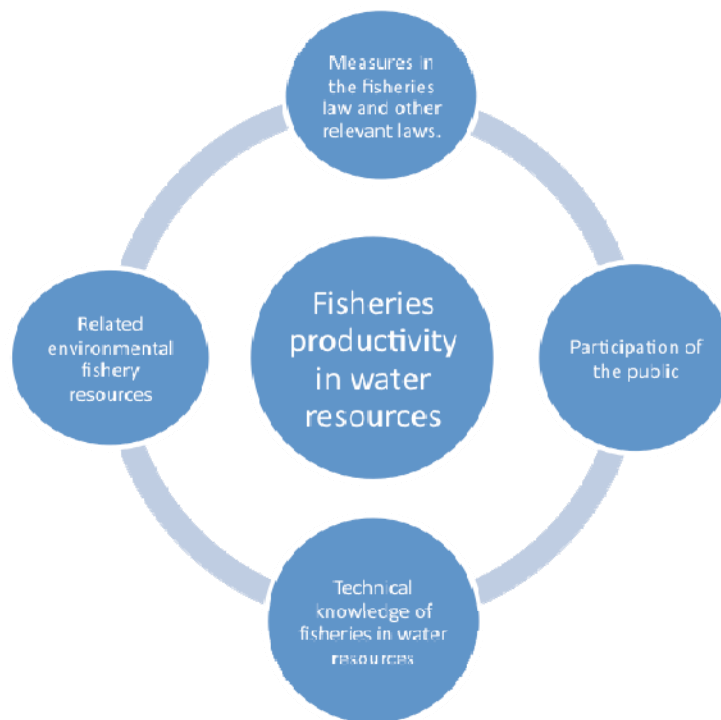 Measures in
the fisheries
law and other
relevant laws.
Related
environmental
fishery
resources
Fisheries
productivity
in water
resources
Participation of
the public
Technical
knowledge of
fisheries in water
resources